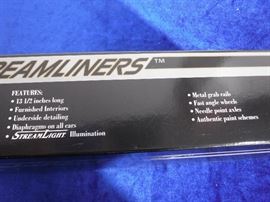 REAMLINERS™
FEATURES:
• 13 1/2 inches long
• Furnished Interiors
• Underside detailing
• Diaphragms on all cars
• STREAMLIGHT Illumination
• Metal grab rails
• Fast angle wheels
• Needle point axles
• Authentic paint schemes